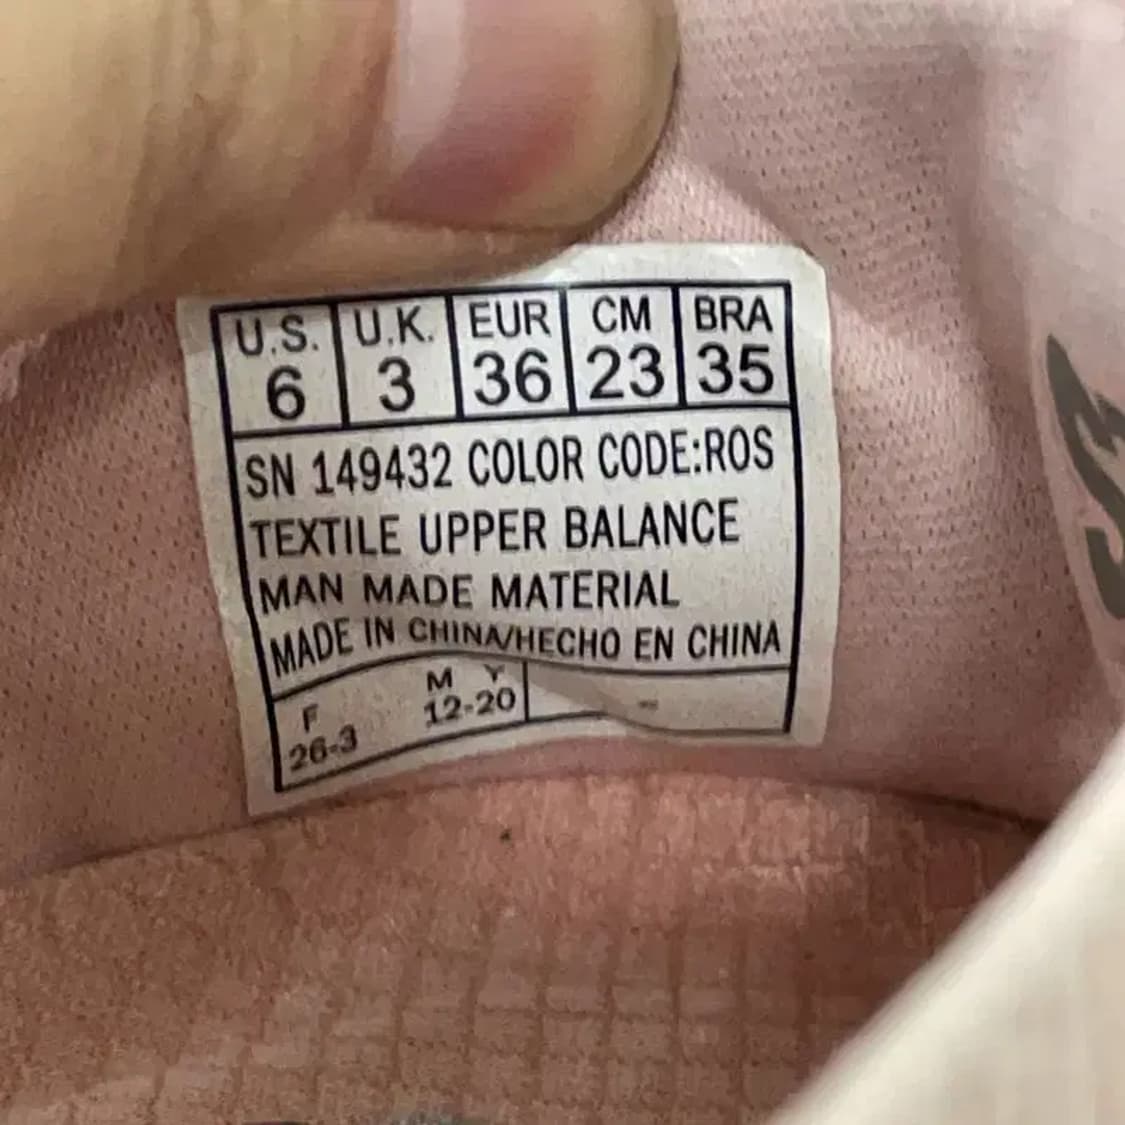 U.S. U.K. EUR CM BRA
6 3 36 23 35
SN 149432 COLOR CODE:ROS
TEXTILE UPPER BALANCE
MAN MADE MATERIAL
MADE IN CHINA/HECHO EN CHINA
F M Y
26-3 12-20 -